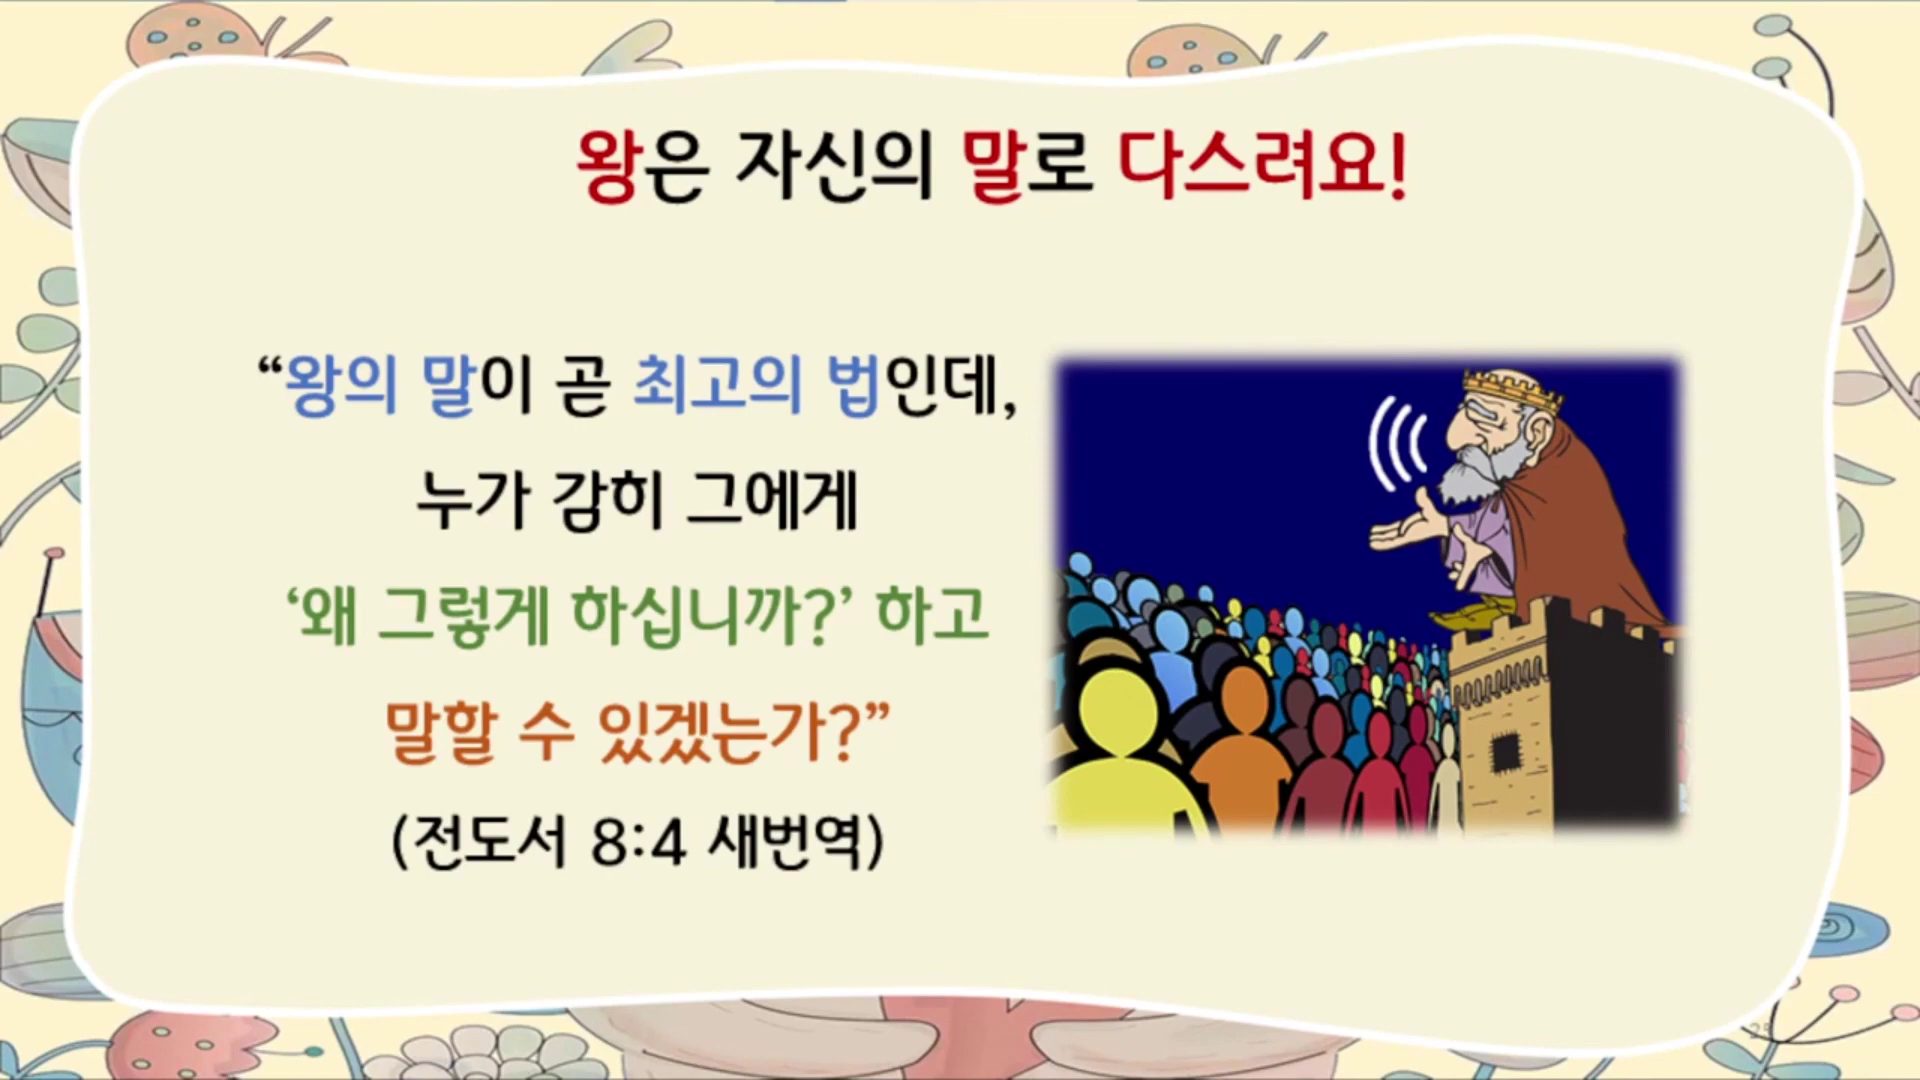 왕은 자신의 말로 다스려요!
“왕의 말이 곧 최고의 법인데,
누가 감히 그에게
‘왜 그렇게 하십니까?’ 하고
말할 수 있겠는가?”
(전도서 8:4 새번역)